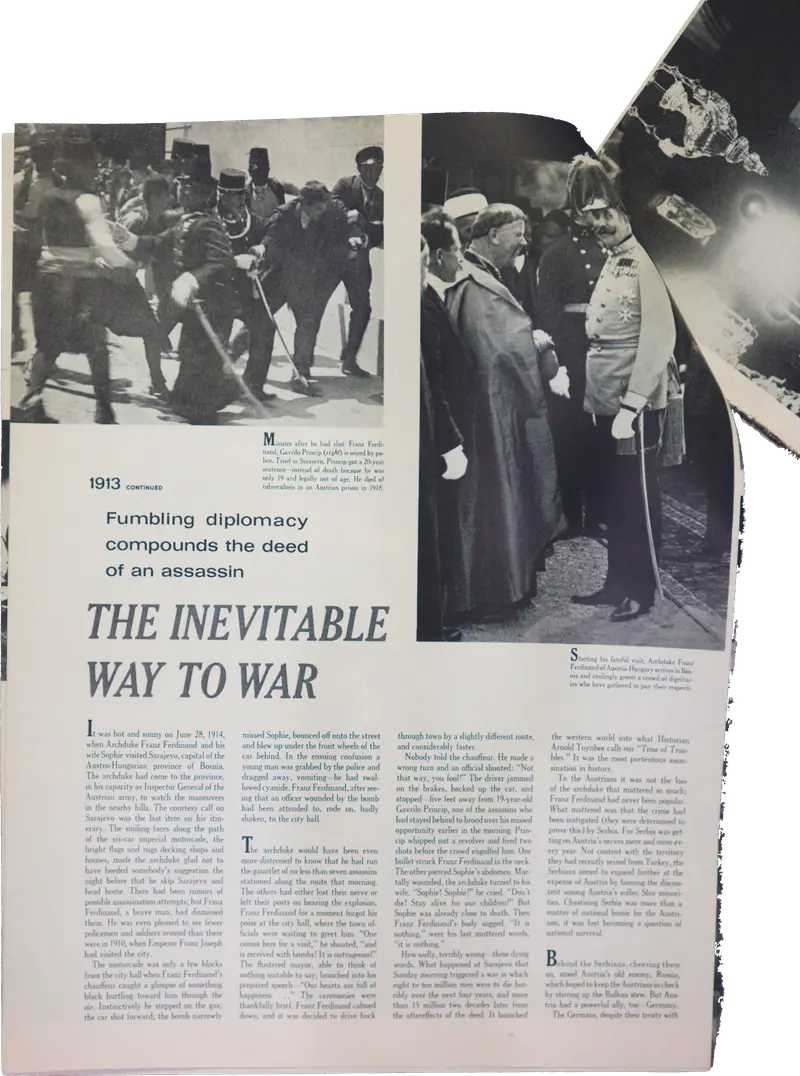 Minutes after he had shot Franz Ferdi-
nand, Gavrilo Princip (right) is seized by po-
lice. Tried in Sarajevo, Princip got a 20-year
sentence—instead of death because he was
only 19 and legally not of age. He died of
tuberculosis in an Austrian prison in 1918.
1913 CONTINUED
Fumbling diplomacy
compounds the deed
of an assassin
THE INEVITABLE
WAY TO WAR
Starting his fateful visit, Archduke Franz
Ferdinand of Austria-Hungary arrives in Bos-
nia and smilingly greets a crowd of dignitar-
ies who have gathered to pay their respects.
It was hot and sunny on June 28, 1914,
when Archduke Franz Ferdinand and his
wife Sophie visited Sarajevo, capital of the
Austro-Hungarian province of Bosnia.
The archduke had come to the province,
in his capacity as Inspector General of the
Austrian army, to watch the maneuvers
in the nearby hills. The courtesy call on
Sarajevo was the last item on his itin-
erary. The smiling faces along the path
of the six-car imperial motorcade, the
bright flags and rugs decking shops and
houses, made the archduke glad not to
have heeded somebody's suggestion the
night before that he skip Sarajevo and
head home. There had been rumors of
possible assassination attempts; but Franz
Ferdinand, a brave man, had dismissed
them. He was even pleased to see fewer
policemen and soldiers around than there
were in 1910, when Emperor Franz Joseph
had visited the city.
The motorcade was only a few blocks
from the city hall when Franz Ferdinand's
chauffeur caught a glimpse of something
black hurtling toward him through the
air. Instinctively he stepped on the gas;
the car shot forward; the bomb narrowly
missed Sophie, bounced off onto the street
and blew up under the front wheels of the
car behind. In the ensuing confusion a
young man was grabbed by the police and
dragged away, vomiting—he had swal-
lowed cyanide. Franz Ferdinand, after see-
ing that an officer wounded by the bomb
had been attended to, rode on, badly
shaken, to the city hall.
The archduke would have been even
more distressed to know that he had run
the gauntlet of no less than seven assassins
stationed along the route that morning.
The others had either lost their nerve or
left their posts on hearing the explosion.
Franz Ferdinand for a moment forgot his
poise at the city hall, where the town of-
ficials were waiting to greet him. "One
comes here for a visit," he shouted, "and
is received with bombs! It is outrageous!"
The flustered mayor, able to think of
nothing suitable to say, launched into his
prepared speech—"Our hearts are full of
happiness . . ." The ceremonies were
thankfully brief, Franz Ferdinand calmed
down, and it was decided to drive back
through town by a slightly different route,
and considerably faster.
Nobody told the chauffeur. He made a
wrong turn and an official shouted: "Not
that way, you fool!" The driver jammed
on the brakes, backed up the car, and
stopped—five feet away from 19-year-old
Gavrilo Princip, one of the assassins who
had stayed behind to brood over his missed
opportunity earlier in the morning. Prin-
cip whipped out a revolver and fired two
shots before the crowd engulfed him. One
bullet struck Franz Ferdinand in the neck.
The other pierced Sophie's abdomen. Mor-
tally wounded, the archduke turned to his
wife. "Sophie! Sophie!" he cried. "Don't
die! Stay alive for our children!" But
Sophie was already close to death. Then
Franz Ferdinand's body sagged. "It is
nothing," were his last muttered words,
"it is nothing."
How sadly, terribly wrong those dying
words. What happened at Sarajevo that
Sunday morning triggered a war in which
eight to ten million men were to die hor-
ribly over the next four years, and more
than 15 million two decades later from
the aftereffects of the deed. It launched
the western world into what Historian
Arnold Toynbee calls our "Time of Trou-
bles." It was the most portentous assas-
sination in history.
To the Austrians it was not the loss
of the archduke that mattered so much;
Franz Ferdinand had never been popular.
What mattered was that the crime had
been instigated (they were determined to
prove this) by Serbia. For Serbia was get-
ting on Austria's nerves more and more ev-
ery year. Not content with the territory
they had recently seized from Turkey, the
Serbians aimed to expand further at the
expense of Austria by fanning the discon-
tent among Austria's million Slav minori-
ties. Chastising Serbia was more than a
matter of national honor for the Austri-
ans; it was fast becoming a question of
national survival.
Behind the Serbians, cheering them
on, stood Austria's old enemy, Russia,
which hoped to keep the Austrians in check
by stirring up the Balkan stew. But Aus-
tria had a powerful ally, too—Germany.
The Germans, despite their treaty with